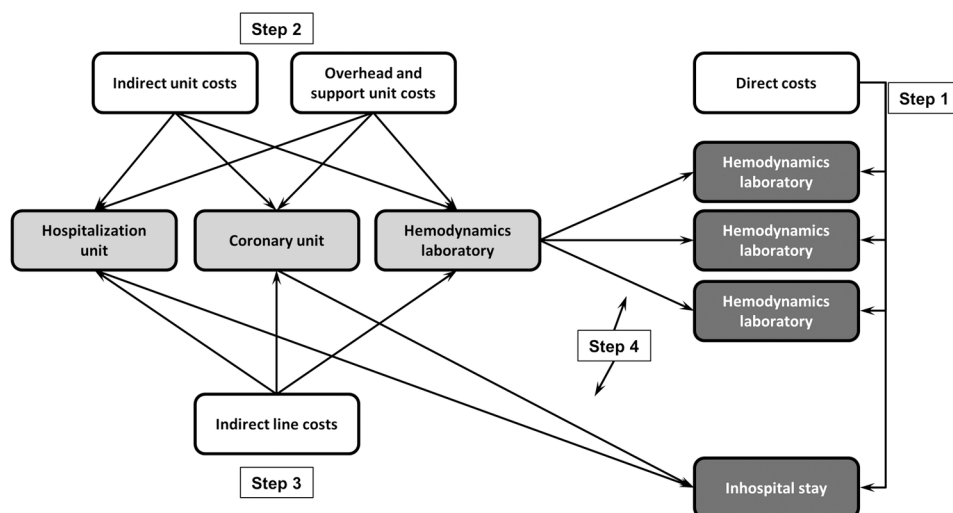 Step 2
Indirect unit costs
Overhead and
support unit costs
Direct costs
Step 1
Hemodynamics
laboratory
Hospitalization
unit
Coronary unit
Hemodynamics
laboratory
Hemodynamics
laboratory
Hemodynamics
laboratory
Step 4
Indirect line costs
Step 3
Inhospital stay